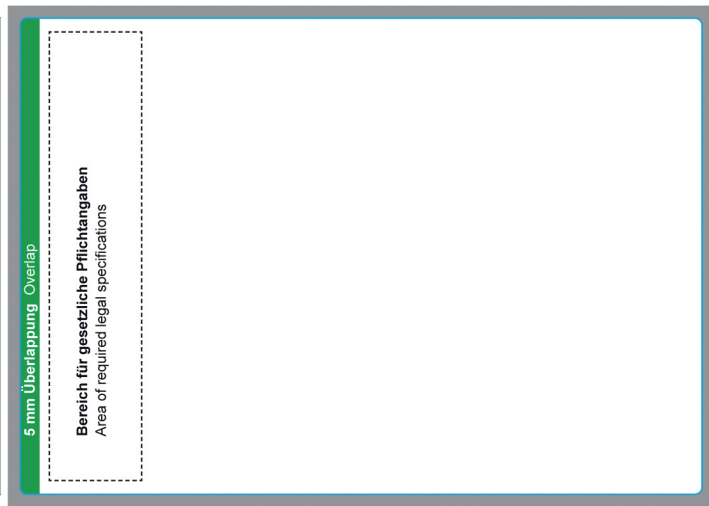 5 mm Überlappung Overlap
Bereich für gesetzliche Pflichtangaben
Area of required legal specifications